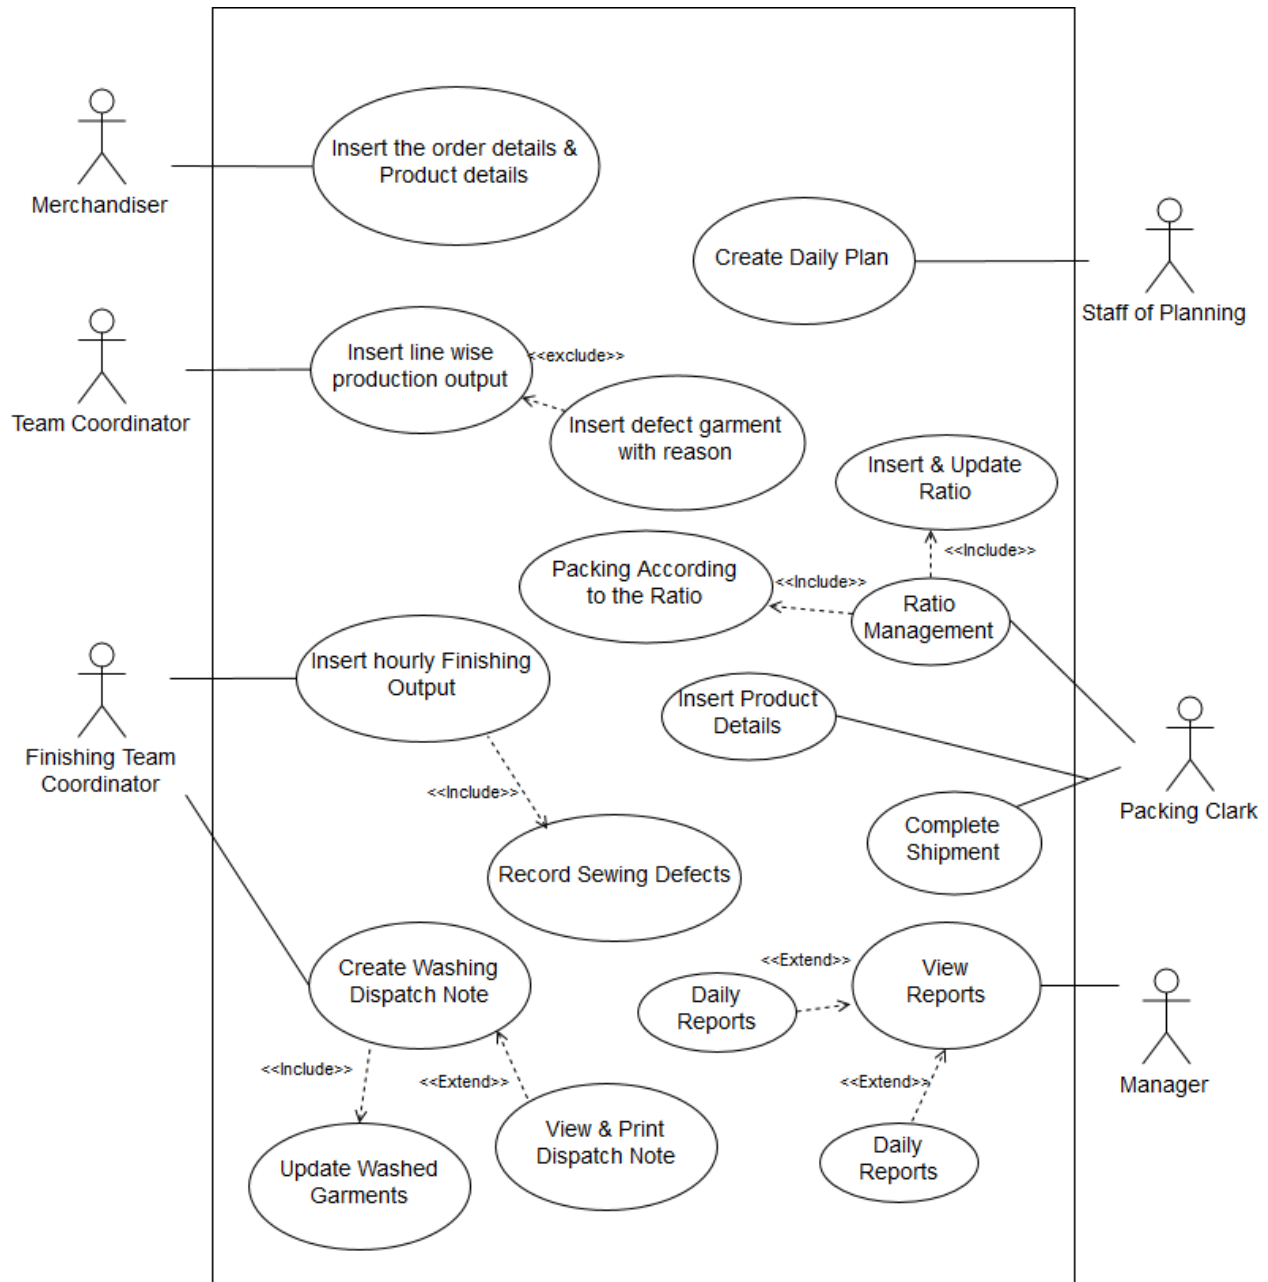 Insert the order details &
Product details
Merchandiser
Create Daily Plan
Staff of Planning
Insert line wise
production output
<<exclude>>
Team Coordinator
Insert defect garment
with reason
Insert & Update
Ratio
<<Include>>
Packing According
to the Ratio
<<Include>>
Ratio
Management
Insert hourly Finishing
Output
Finishing Team
Coordinator
Insert Product
Details
<<Include>>
Packing Clark
Complete
Shipment
Record Sewing Defects
Create Washing
Dispatch Note
<<Extend>>
View
Reports
Daily
Reports
Manager
<<Include>>
<<Extend>>
<<Extend>>
View & Print
Dispatch Note
Daily
Reports
Update Washed
Garments